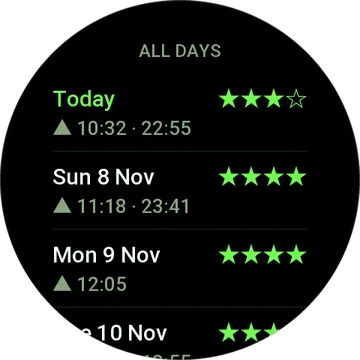 ALL DAYS
Today ★★★☆
▲ 10:32 · 22:55
Sun 8 Nov ★★★★
▲ 11:18 · 23:41
Mon 9 Nov ★★★★
▲ 12:05
10 Nov ★★★